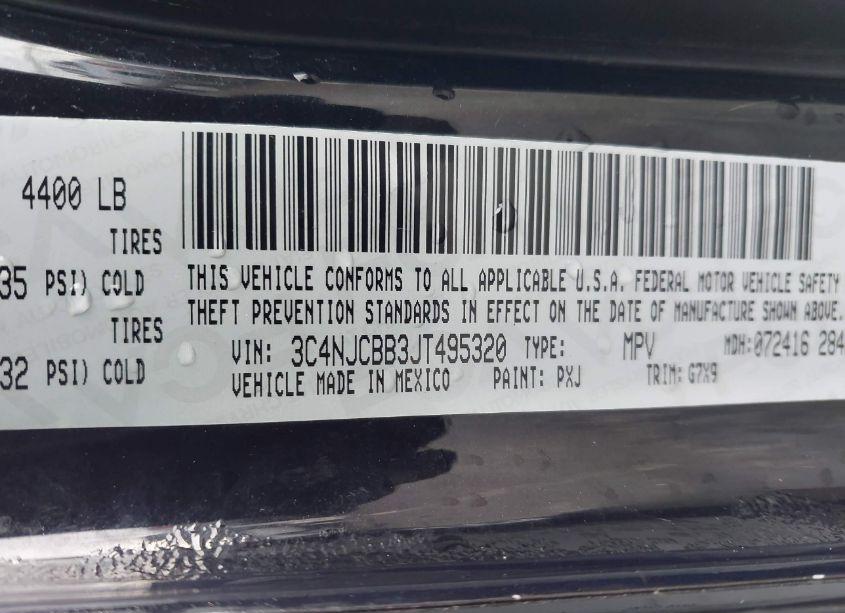 4400 LB
TIRES
35 PSI) COLD
TIRES
32 PSI) COLD
THIS VEHICLE CONFORMS TO ALL APPLICABLE U.S.A. FEDERAL MOTOR VEHICLE SAFETY
THEFT PREVENTION STANDARDS IN EFFECT ON THE DATE OF MANUFACTURE SHOWN ABOVE.
VIN: 3C4NJCBB3JT495320 TYPE: MPV MDH:072416 284
VEHICLE MADE IN MEXICO PAINT: PXJ TRIM: G7X9